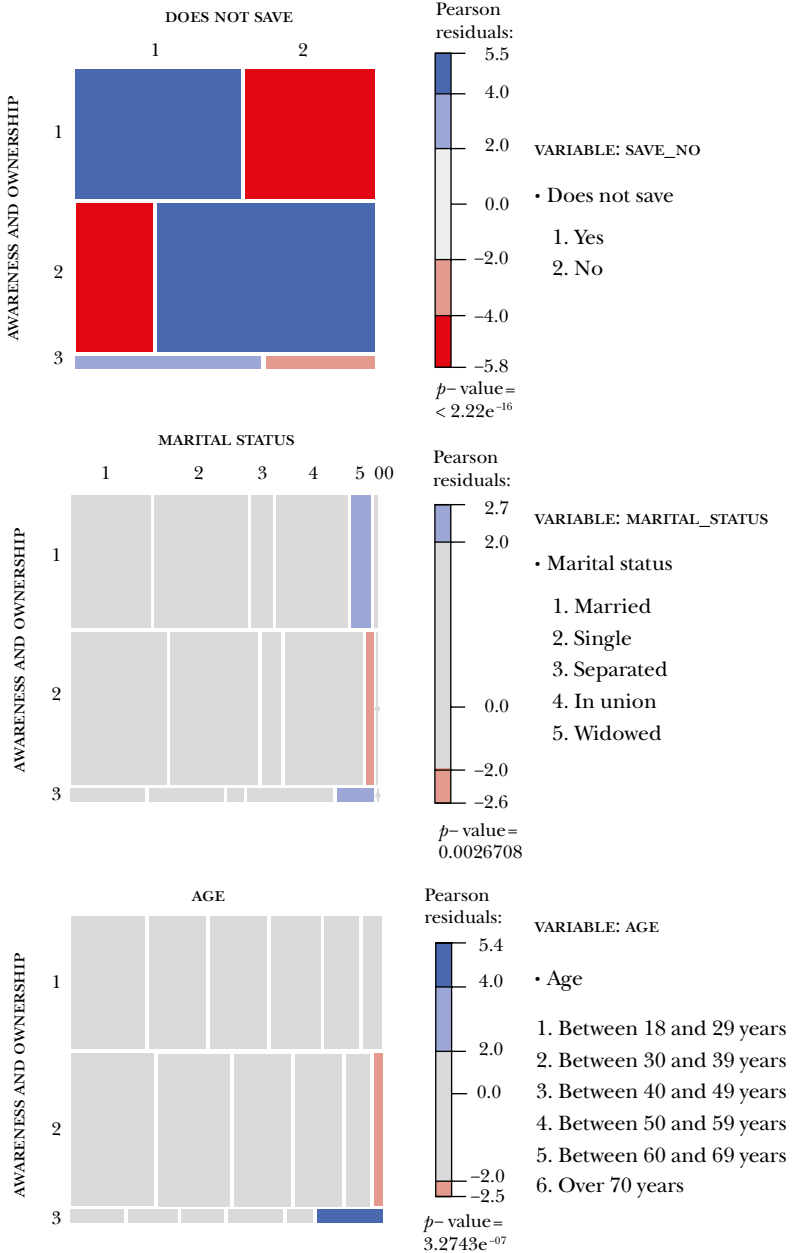 DOES NOT SAVE
1 2
AWARENESS AND OWNERSHIP
1
2
3
Pearson
residuals:
5.5
4.0
2.0
0.0
−2.0
−4.0
−5.8
p− value=
< 2.22e−16
VARIABLE: SAVE_NO
• Does not save
1. Yes
2. No
MARITAL STATUS
1 2 3 4 5 00
AWARENESS AND OWNERSHIP
1
2
3
Pearson
residuals:
2.7
2.0
0.0
−2.0
−2.6
p− value=
0.0026708
VARIABLE: MARITAL_STATUS
• Marital status
1. Married
2. Single
3. Separated
4. In union
5. Widowed
AGE
AWARENESS AND OWNERSHIP
1
2
3
Pearson
residuals:
5.4
4.0
2.0
0.0
−2.0
−2.5
p− value=
3.2743e−07
VARIABLE: AGE
• Age
1. Between 18 and 29 years
2. Between 30 and 39 years
3. Between 40 and 49 years
4. Between 50 and 59 years
5. Between 60 and 69 years
6. Over 70 years